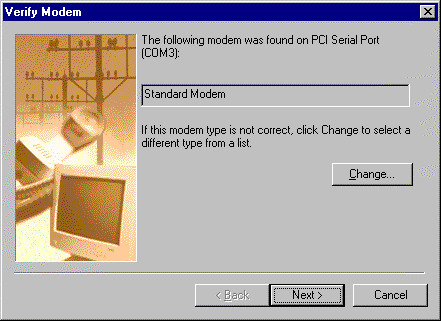 Verify Modem
The following modem was found on PCI Serial Port
(COM3):
Standard Modem
If this modem type is not correct, click Change to select a
different type from a list.
Change...
< Back
Next >
Cancel